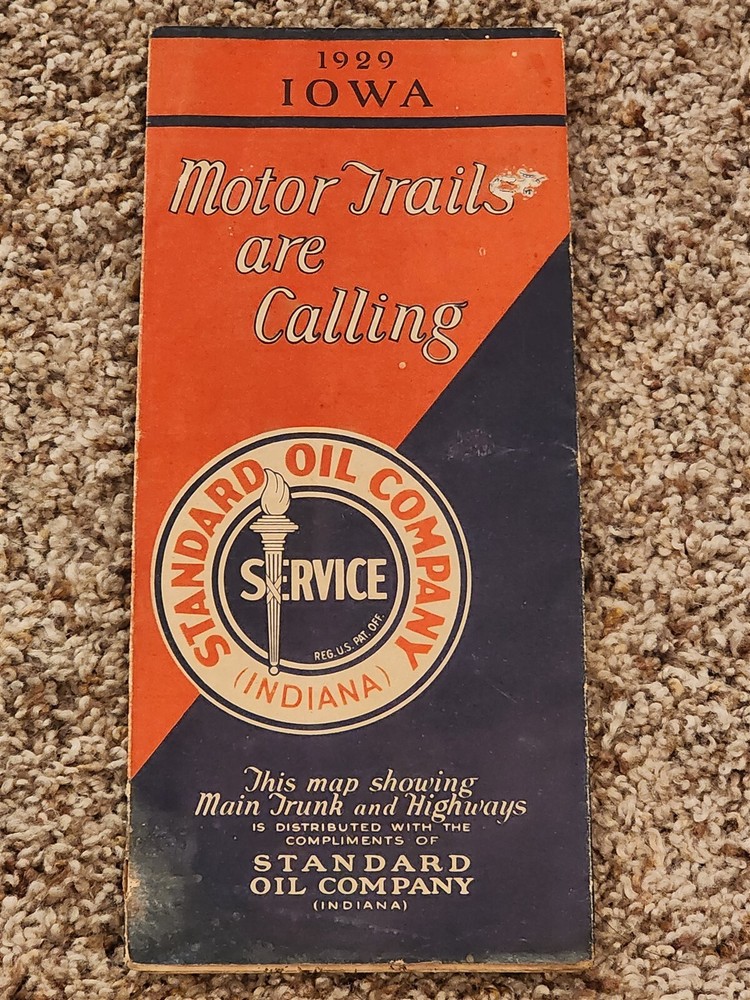 1929
IOWA
Motor Trails
are
Calling
STANDARD OIL COMPANY
SERVICE
REG. U.S. PAT. OFF.
(INDIANA)
This map showing
Main Trunk and Highways
IS DISTRIBUTED WITH THE
COMPLIMENTS OF
STANDARD
OIL COMPANY
(INDIANA)